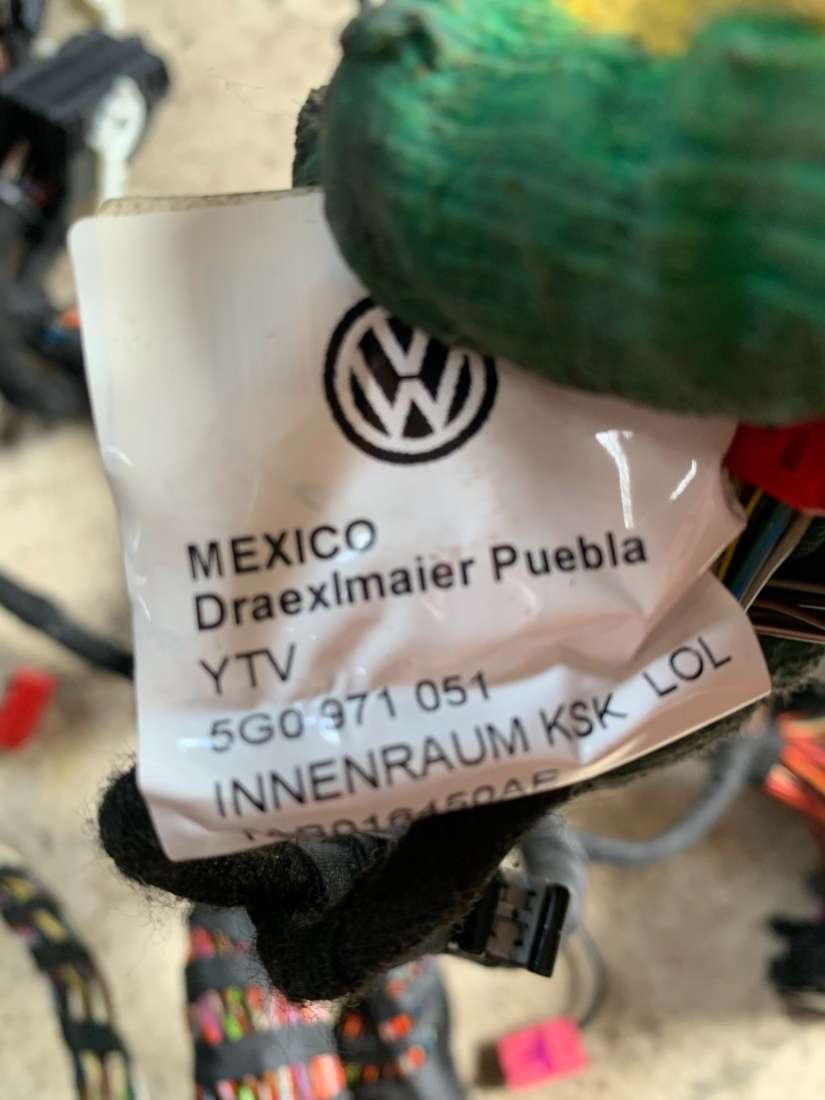 MEXICO
Draexlmaier Puebla
YTV
5G0 971 051
INNENRAUM KSK LOL